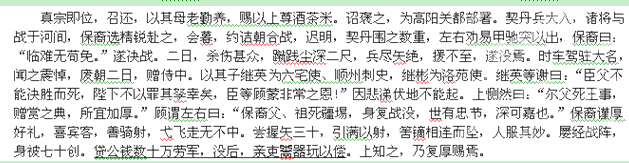 真宗即位，召还，以其母老勤养，赐以上尊酒茶米。诏褒之，为高阳关都部署。契丹兵大入，诸将与
战于河间，保裔选精锐赴之，会暮，约诘朝合战，迟明，契丹围之数重，左右劝易甲驰突以出，保裔曰：
“临难无苟免。”遂决战。二日，杀伤甚众，蹴践尘深二尺，兵尽矢绝，援不至，遂没焉。时车驾驻大名，
闻之震悼，废朝二日，赠侍中。以其子继英为六宅使、顺州刺史，继彬为洛苑使。继英等谢曰：“臣父不
能决胜而死，陛下不以罪其孥幸矣，臣等顾蒙非常之恩！”因悲涕伏地不能起。上恻然曰：“尔父死王事，
赠赏之典，所宜加厚。”顾谓左右曰：“保裔父、祖死疆埸，身复战没，世有忠节，深可嘉也。”保裔谨厚
好礼，喜宾客，善骑射，弋飞走无不中。尝握矢三十，引满以射，筈镝相连而坠，人服其妙。屡经战阵，
身被七十创。贷公钱数十万劳军，没后，亲吏鬻器玩以偿。上知之，乃复厚赐焉。